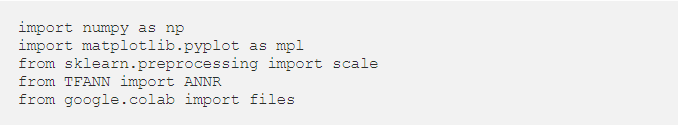 import numpy as np
import matplotlib.pyplot as mpl
from sklearn.preprocessing import scale
from TFANN import ANNR
from google.colab import files